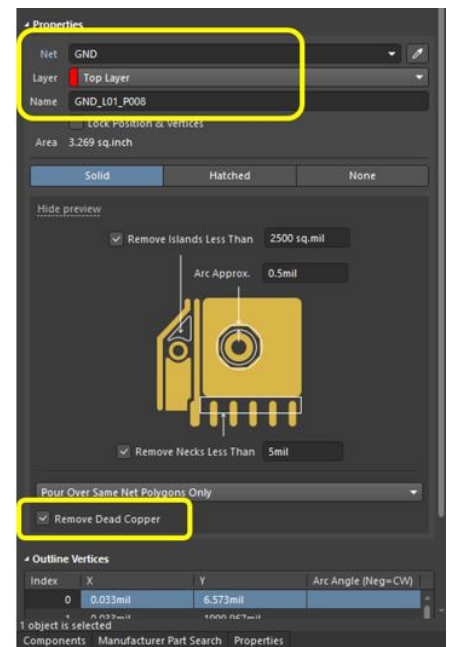 Properties
Net GND
Layer Top Layer
Name GND_L01_P008
Lock Position & Vertices
Area 3.269 sq.inch
Solid Hatched None
Hide preview
Remove Islands Less Than 2500 sq.mil
Arc Approx. 0.5mil
Remove Necks Less Than 5mil
Pour Over Same Net Polygons Only
Remove Dead Copper
Outline Vertices
Index X Y Arc Angle (Neg=CW)
0 0.033mil 6.573mil
1 object is selected
Components Manufacturer Part Search Properties